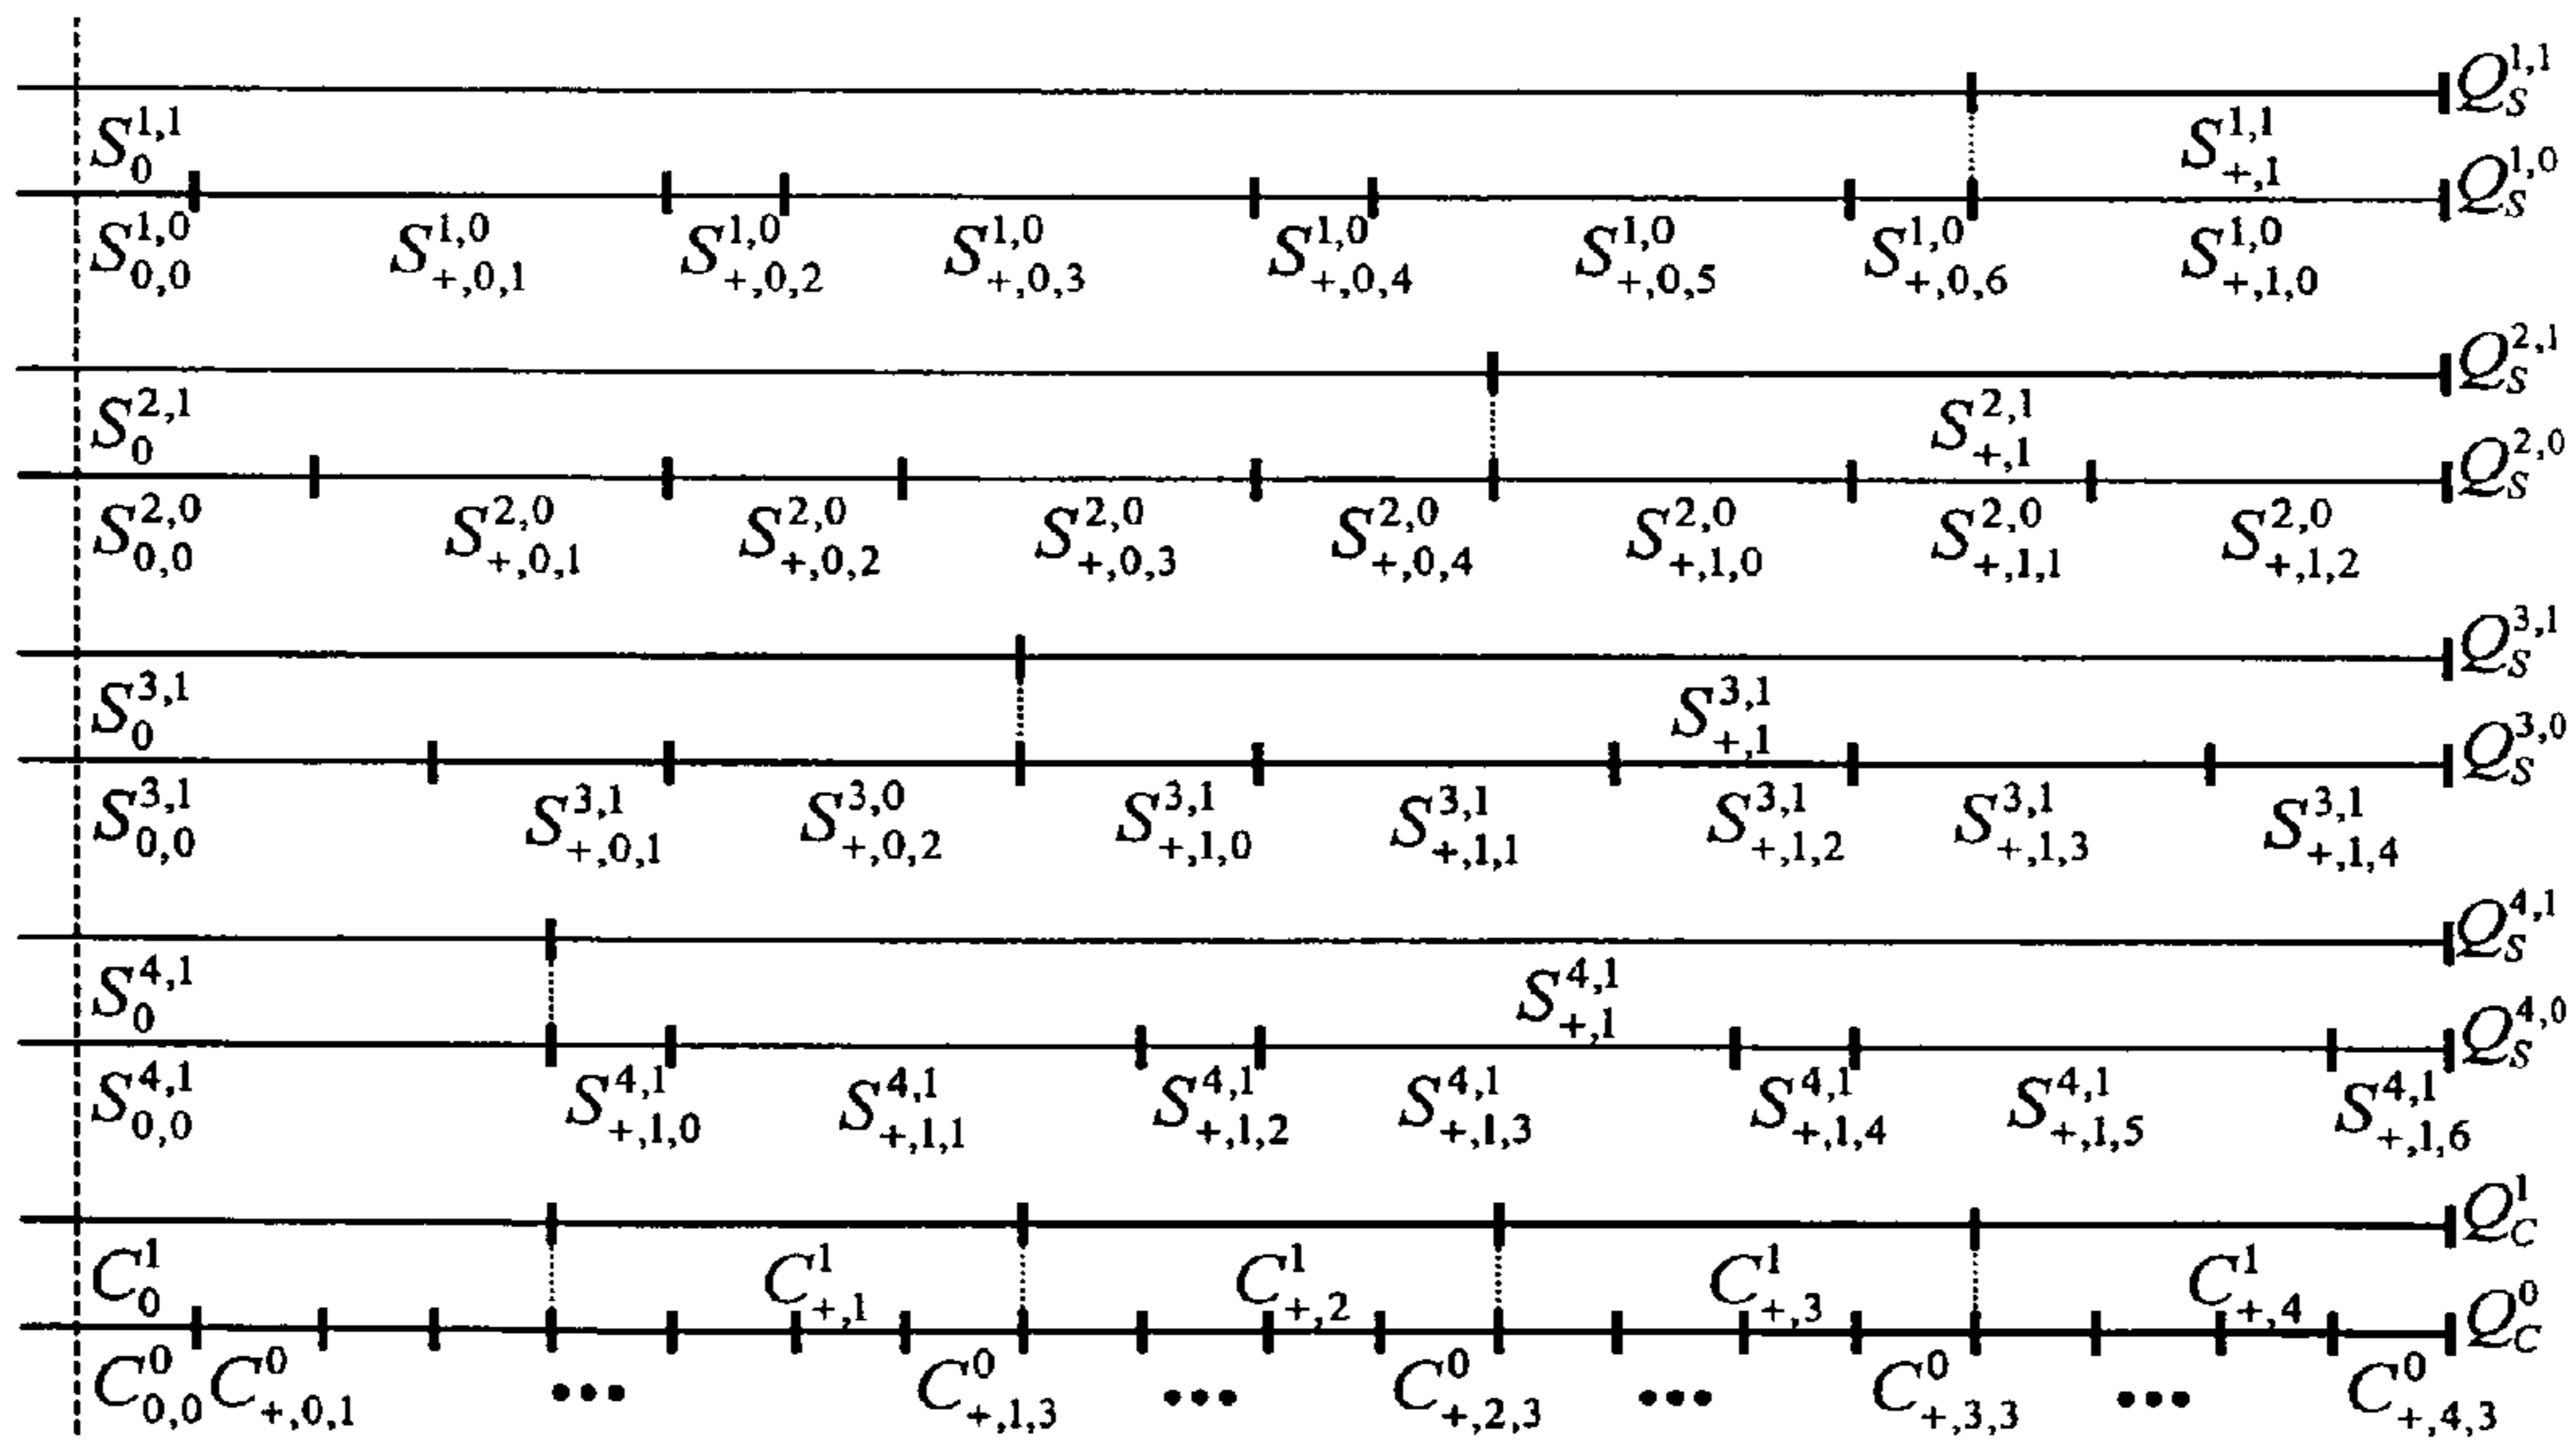 Q_S^{1,1}
S_0^{1,1} S_{+,1}^{1,1}
Q_S^{1,0}
S_{0,0}^{1,0} S_{+,0,1}^{1,0} S_{+,0,2}^{1,0} S_{+,0,3}^{1,0} S_{+,0,4}^{1,0} S_{+,0,5}^{1,0} S_{+,0,6}^{1,0} S_{+,1,0}^{1,0}
Q_S^{2,1}
S_0^{2,1} S_{+,1}^{2,1}
Q_S^{2,0}
S_{0,0}^{2,0} S_{+,0,1}^{2,0} S_{+,0,2}^{2,0} S_{+,0,3}^{2,0} S_{+,0,4}^{2,0} S_{+,1,0}^{2,0} S_{+,1,1}^{2,0} S_{+,1,2}^{2,0}
Q_S^{3,1}
S_0^{3,1} S_{+,1}^{3,1}
Q_S^{3,0}
S_{0,0}^{3,1} S_{+,0,1}^{3,1} S_{+,0,2}^{3,0} S_{+,1,0}^{3,1} S_{+,1,1}^{3,1} S_{+,1,2}^{3,1} S_{+,1,3}^{3,1} S_{+,1,4}^{3,1}
Q_S^{4,1}
S_0^{4,1} S_{+,1}^{4,1}
Q_S^{4,0}
S_{0,0}^{4,1} S_{+,1,0}^{4,1} S_{+,1,1}^{4,1} S_{+,1,2}^{4,1} S_{+,1,3}^{4,1} S_{+,1,4}^{4,1} S_{+,1,5}^{4,1} S_{+,1,6}^{4,1}
Q_C^1
C_0^1 C_{+,1}^1 C_{+,2}^1 C_{+,3}^1 C_{+,4}^1
Q_C^0
C_{0,0}^0 C_{+,0,1}^0 ••• C_{+,1,3}^0 ••• C_{+,2,3}^0 ••• C_{+,3,3}^0 ••• C_{+,4,3}^0